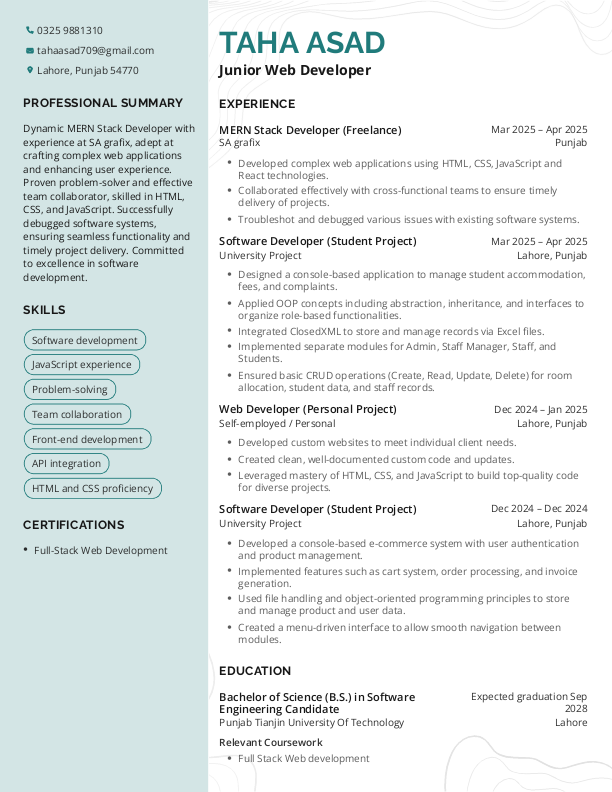 0325 9881310
tahaasad709@gmail.com
Lahore, Punjab 54770
PROFESSIONAL SUMMARY
Dynamic MERN Stack Developer with
experience at SA grafix, adept at
crafting complex web applications
and enhancing user experience.
Proven problem-solver and effective
team collaborator, skilled in HTML,
CSS, and JavaScript. Successfully
debugged software systems,
ensuring seamless functionality and
timely project delivery. Committed
to excellence in software
development.
SKILLS
Software development
JavaScript experience
Problem-solving
Team collaboration
Front-end development
API integration
HTML and CSS proficiency
CERTIFICATIONS
• Full-Stack Web Development
TAHA ASAD
Junior Web Developer
EXPERIENCE
MERN Stack Developer (Freelance) Mar 2025 – Apr 2025
SA grafix Punjab
• Developed complex web applications using HTML, CSS, JavaScript and
React technologies.
• Collaborated effectively with cross-functional teams to ensure timely
delivery of projects.
• Troubleshot and debugged various issues with existing software systems.
Software Developer (Student Project) Mar 2025 – Apr 2025
University Project Lahore, Punjab
• Designed a console-based application to manage student accommodation,
fees, and complaints.
• Applied OOP concepts including abstraction, inheritance, and interfaces to
organize role-based functionalities.
• Integrated ClosedXML to store and manage records via Excel files.
• Implemented separate modules for Admin, Staff Manager, Staff, and
Students.
• Ensured basic CRUD operations (Create, Read, Update, Delete) for room
allocation, student data, and staff records.
Web Developer (Personal Project) Dec 2024 – Jan 2025
Self-employed / Personal Lahore, Punjab
• Developed custom websites to meet individual client needs.
• Created clean, well-documented custom code and updates.
• Leveraged mastery of HTML, CSS, and JavaScript to build top-quality code
for diverse projects.
Software Developer (Student Project) Dec 2024 – Dec 2024
University Project Lahore, Punjab
• Developed a console-based e-commerce system with user authentication
and product management.
• Implemented features such as cart system, order processing, and invoice
generation.
• Used file handling and object-oriented programming principles to store
and manage product and user data.
• Created a menu-driven interface to allow smooth navigation between
modules.
EDUCATION
Bachelor of Science (B.S.) in Software Expected graduation Sep
Engineering Candidate 2028
Punjab Tianjin University Of Technology Lahore
Relevant Coursework
• Full Stack Web development